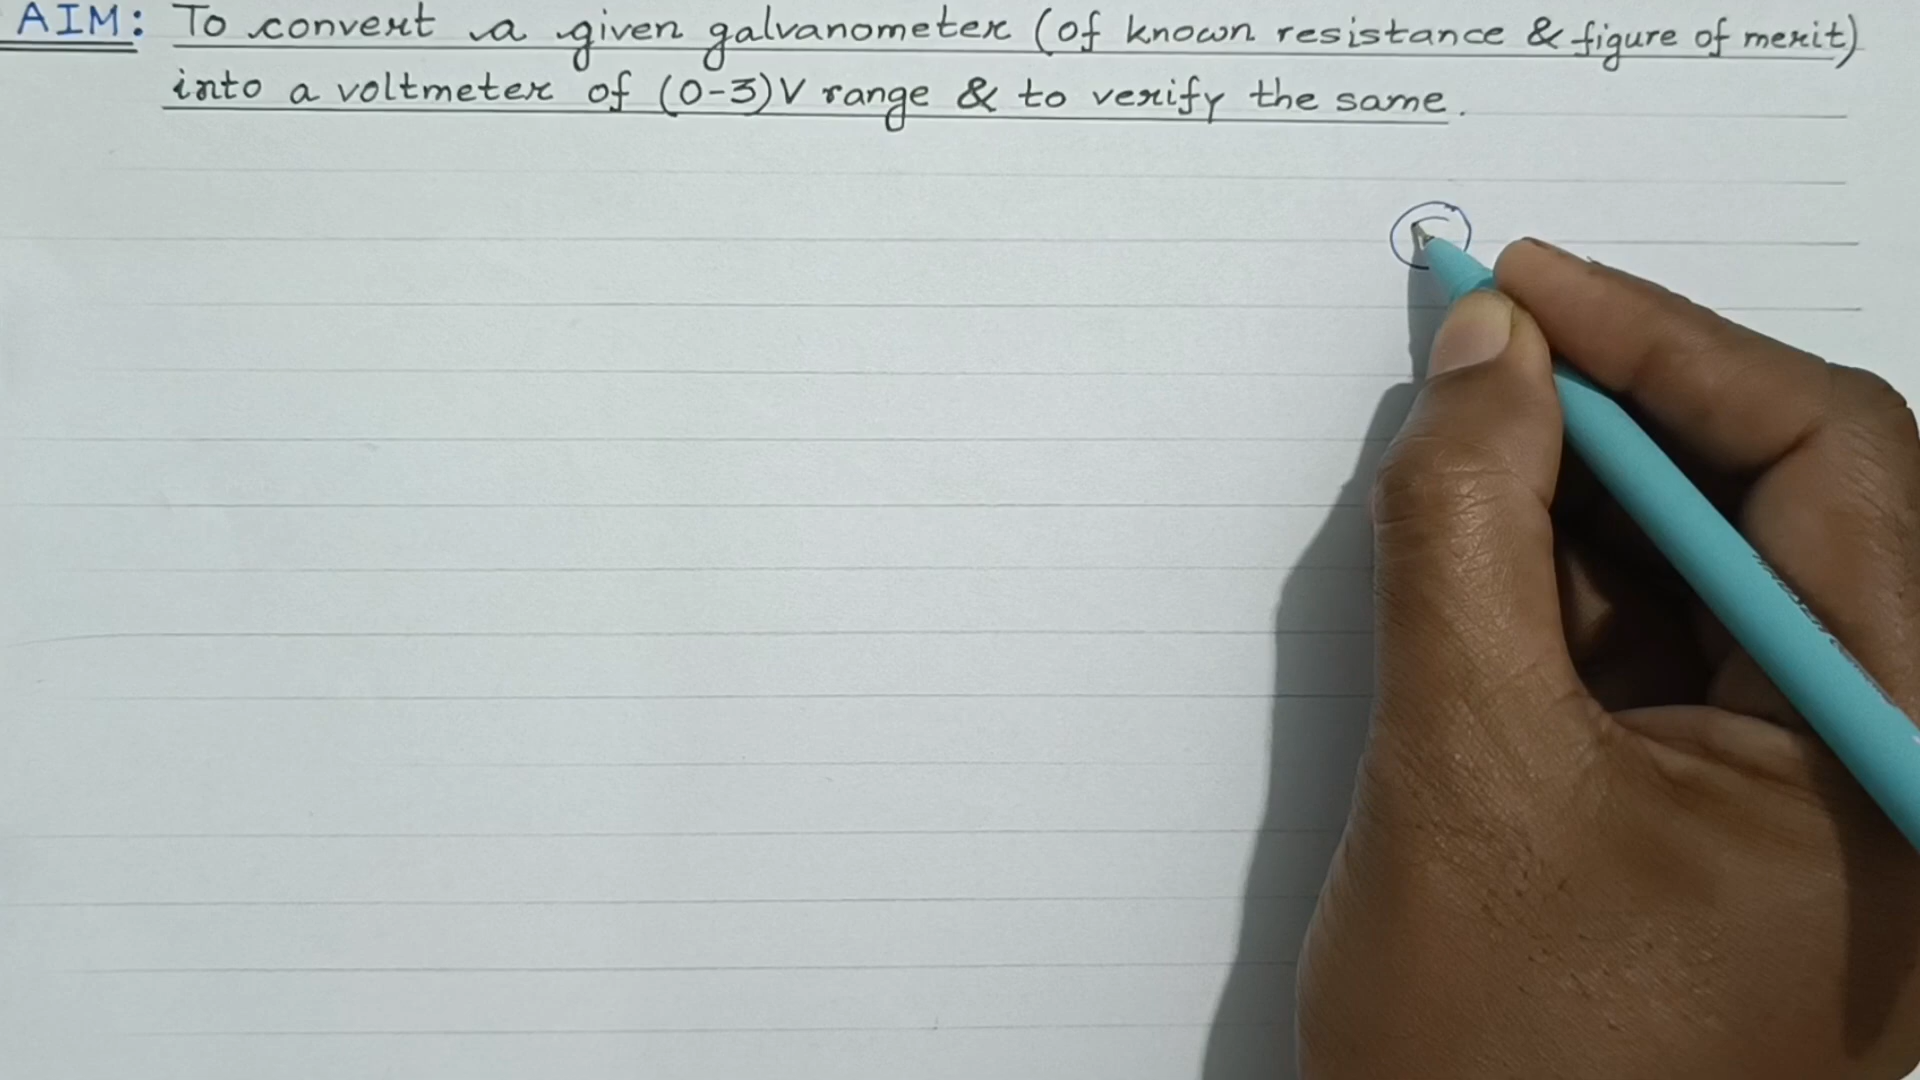 AIM: To convert a given galvanometer (of known resistance & figure of merit)
into a voltmeter of (0-3)V range & to verify the same.